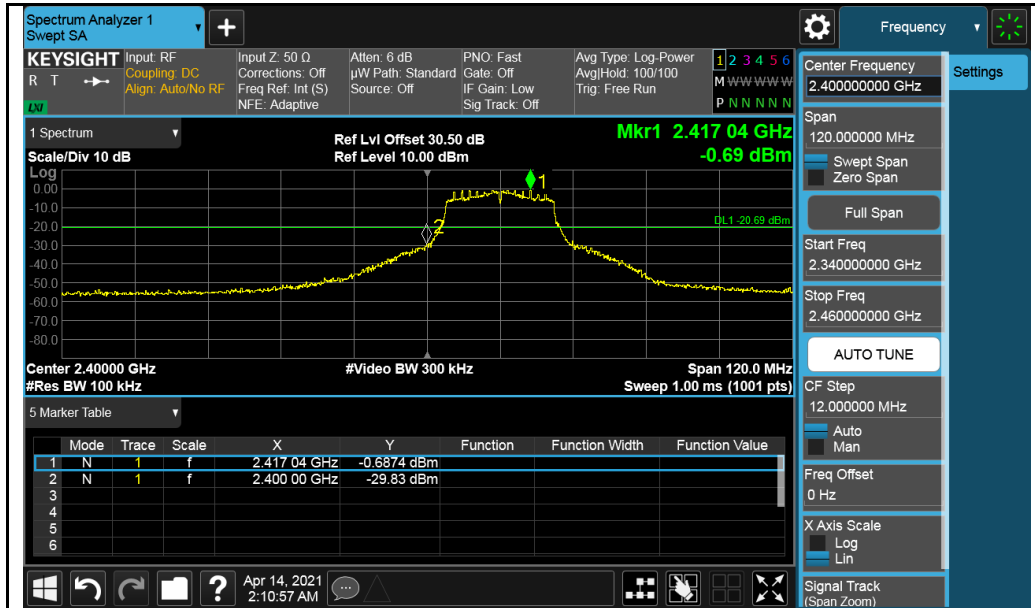 Spectrum Analyzer 1
Swept SA
+
Frequency
KEYSIGHT
R T
LXI
Input: RF
Coupling: DC
Align: Auto/No RF
Input Z: 50 Ω
Corrections: Off
Freq Ref: Int (S)
NFE: Adaptive
Atten: 6 dB
µW Path: Standard
Source: Off
PNO: Fast
Gate: Off
IF Gain: Low
Sig Track: Off
Avg Type: Log-Power
Avg|Hold: 100/100
Trig: Free Run
1 2 3 4 5 6
M W W W W W
P N N N N N
1 Spectrum
Scale/Div 10 dB
Ref Lvl Offset 30.50 dB
Ref Level 10.00 dBm
Mkr1 2.417 04 GHz
-0.69 dBm
Log
0.00
-10.0
-20.0
-30.0
-40.0
-50.0
-60.0
-70.0
-80.0
1
2
DL1 -20.69 dBm
Center 2.40000 GHz
#Res BW 100 kHz
#Video BW 300 kHz
Span 120.0 MHz
Sweep 1.00 ms (1001 pts)
5 Marker Table
Mode Trace Scale X Y Function Function Width Function Value
1 N 1 f 2.417 04 GHz -0.6874 dBm
2 N 1 f 2.400 00 GHz -29.83 dBm
3
4
5
6
?
Apr 14, 2021
2:10:57 AM
Center Frequency
2.400000000 GHz
Span
120.000000 MHz
Swept Span
Zero Span
Full Span
Start Freq
2.340000000 GHz
Stop Freq
2.460000000 GHz
AUTO TUNE
CF Step
12.000000 MHz
Auto
Man
Freq Offset
0 Hz
X Axis Scale
Log
Lin
Signal Track
(Span Zoom)
Settings